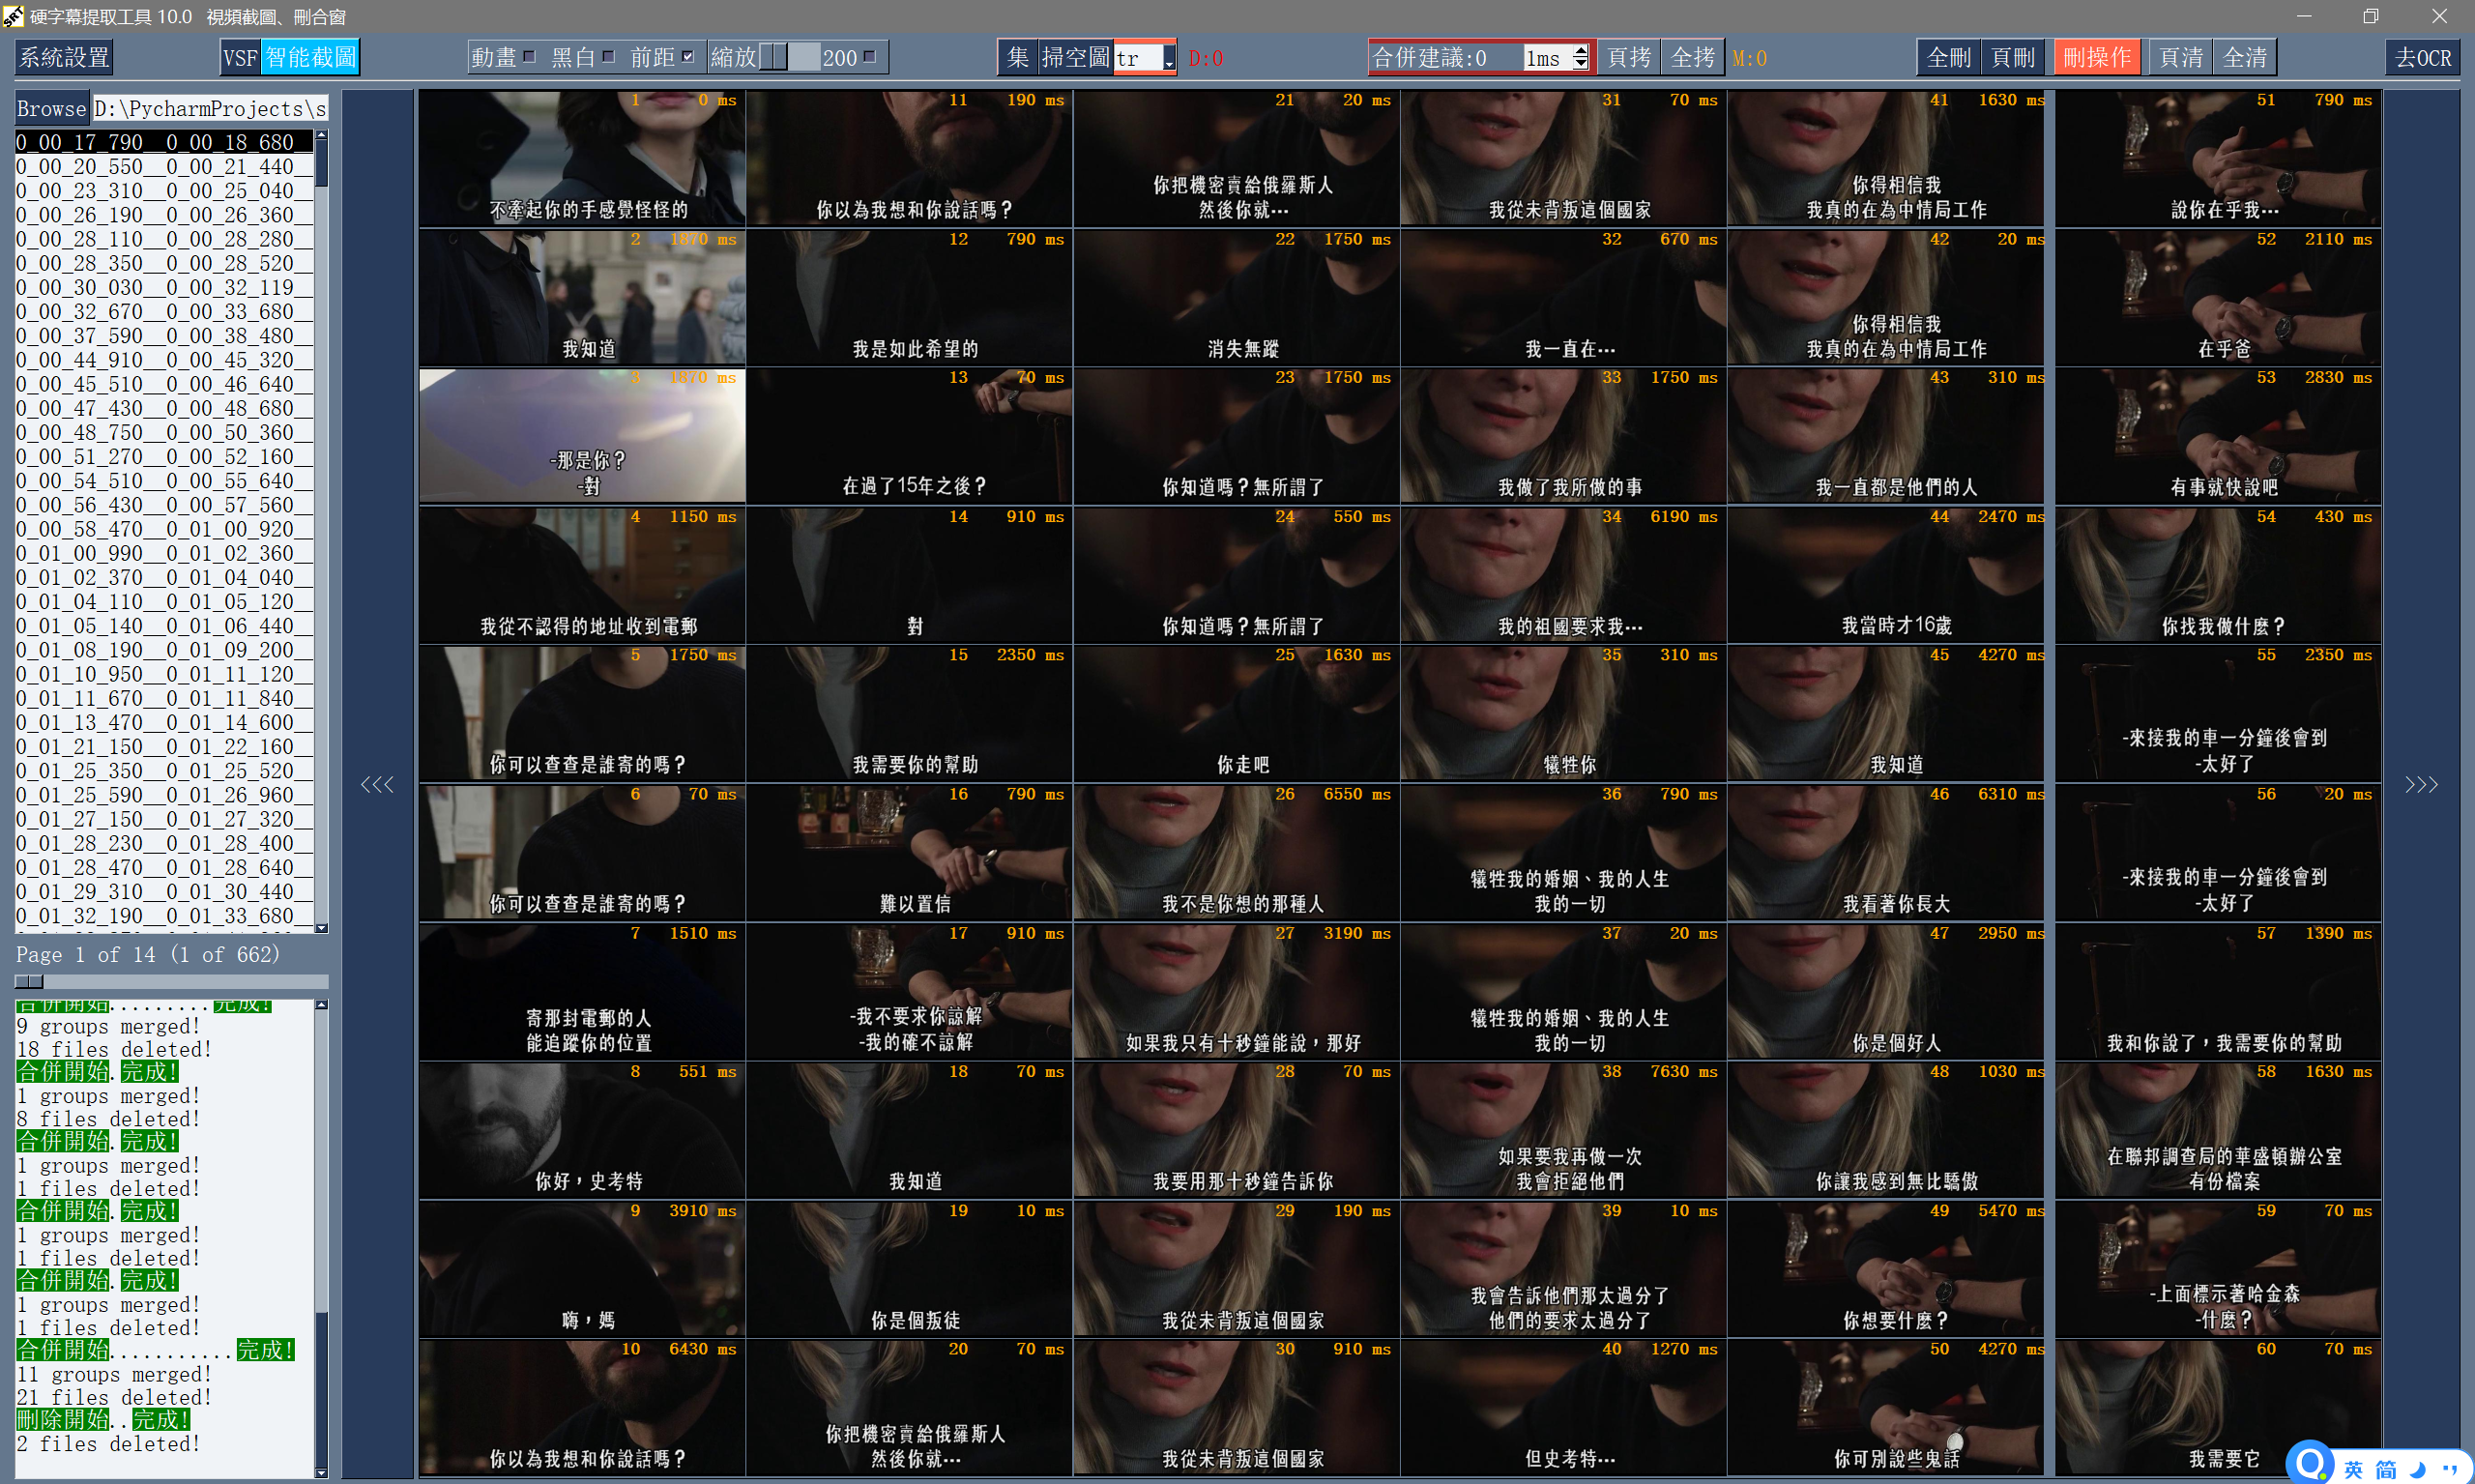 硬字幕提取工具 10.0 視頻截圖、刪合窗
系統設置 VSF 智能截圖 動畫 黑白 前距 縮放 200 集 掃空圖 tr D:0 合併建議:0 1ms 頁拷 全拷 M:0 全刪 頁刪 刪操作 頁清 全清 去OCR
Browse D:\PycharmProjects\s
0_00_17_790__0_00_18_680__
0_00_20_550__0_00_21_440__
0_00_23_310__0_00_25_040__
0_00_26_190__0_00_26_360__
0_00_28_110__0_00_28_280__
0_00_28_350__0_00_28_520__
0_00_30_030__0_00_32_119__
0_00_32_670__0_00_33_680__
0_00_37_590__0_00_38_480__
0_00_44_910__0_00_45_320__
0_00_45_510__0_00_46_640__
0_00_47_430__0_00_48_680__
0_00_48_750__0_00_50_360__
0_00_51_270__0_00_52_160__
0_00_54_510__0_00_55_640__
0_00_56_430__0_00_57_560__
0_00_58_470__0_01_00_920__
0_01_00_990__0_01_02_360__
0_01_02_370__0_01_04_040__
0_01_04_110__0_01_05_120__
0_01_05_140__0_01_06_440__
0_01_08_190__0_01_09_200__
0_01_10_950__0_01_11_120__
0_01_11_670__0_01_11_840__
0_01_13_470__0_01_14_600__
0_01_21_150__0_01_22_160__
0_01_25_350__0_01_25_520__
0_01_25_590__0_01_26_960__
0_01_27_150__0_01_27_320__
0_01_28_230__0_01_28_400__
0_01_28_470__0_01_28_640__
0_01_29_310__0_01_30_440__
0_01_32_190__0_01_33_680__
Page 1 of 14 (1 of 662)
合併開始.........完成!
9 groups merged!
18 files deleted!
合併開始.完成!
1 groups merged!
8 files deleted!
合併開始.完成!
1 groups merged!
1 files deleted!
合併開始.完成!
1 groups merged!
1 files deleted!
合併開始.完成!
1 groups merged!
1 files deleted!
合併開始...........完成!
11 groups merged!
21 files deleted!
刪除開始..完成!
2 files deleted!
<<<
1 0 ms
不牽起你的手感覺怪怪的
2 1870 ms
我知道
3 1870 ms
-那是你？
-對
4 1150 ms
我從不認得的地址收到電郵
5 1750 ms
你可以查查是誰寄的嗎？
6 70 ms
你可以查查是誰寄的嗎？
7 1510 ms
寄那封電郵的人
能追蹤你的位置
8 551 ms
你好，史考特
9 3910 ms
嗨，媽
10 6430 ms
你以為我想和你說話嗎？
11 190 ms
你以為我想和你說話嗎？
12 790 ms
我是如此希望的
13 70 ms
在過了15年之後？
14 910 ms
對
15 2350 ms
我需要你的幫助
16 790 ms
難以置信
17 910 ms
-我不要求你諒解
-我的確不諒解
18 70 ms
我知道
19 10 ms
你是個叛徒
20 70 ms
你把機密賣給俄羅斯人
然後你就…
21 20 ms
你把機密賣給俄羅斯人
然後你就…
22 1750 ms
消失無蹤
23 1750 ms
你知道嗎？無所謂了
24 550 ms
你知道嗎？無所謂了
25 1630 ms
你走吧
26 6550 ms
我不是你想的那種人
27 3190 ms
如果我只有十秒鐘能說，那好
28 70 ms
我要用那十秒鐘告訴你
29 190 ms
我從未背叛這個國家
30 910 ms
我從未背叛這個國家
31 70 ms
我從未背叛這個國家
32 670 ms
我一直在…
33 1750 ms
我做了我所做的事
34 6190 ms
我的祖國要求我…
35 310 ms
犧牲你
36 790 ms
犧牲我的婚姻、我的人生
我的一切
37 20 ms
犧牲我的婚姻、我的人生
我的一切
38 7630 ms
如果要我再做一次
我會拒絕他們
39 10 ms
我會告訴他們那太過分了
他們的要求太過分了
40 1270 ms
但史考特…
41 1630 ms
你得相信我
我真的在為中情局工作
42 20 ms
你得相信我
我真的在為中情局工作
43 310 ms
我一直都是他們的人
44 2470 ms
我當時才16歲
45 4270 ms
我知道
46 6310 ms
我看著你長大
47 2950 ms
你是個好人
48 1030 ms
你讓我感到無比驕傲
49 5470 ms
你想要什麼？
50 4270 ms
你可別說些鬼話
51 790 ms
說你在乎我…
52 2110 ms
在乎爸
53 2830 ms
有事就快說吧
54 430 ms
你找我做什麼？
55 2350 ms
-來接我的車一分鐘後會到
-太好了
56 20 ms
-來接我的車一分鐘後會到
-太好了
57 1390 ms
我和你說了，我需要你的幫助
58 1630 ms
在聯邦調查局的華盛頓辦公室
有份檔案
59 70 ms
-上面標示著哈金森
-什麼？
60 70 ms
我需要它
>>>
英 简